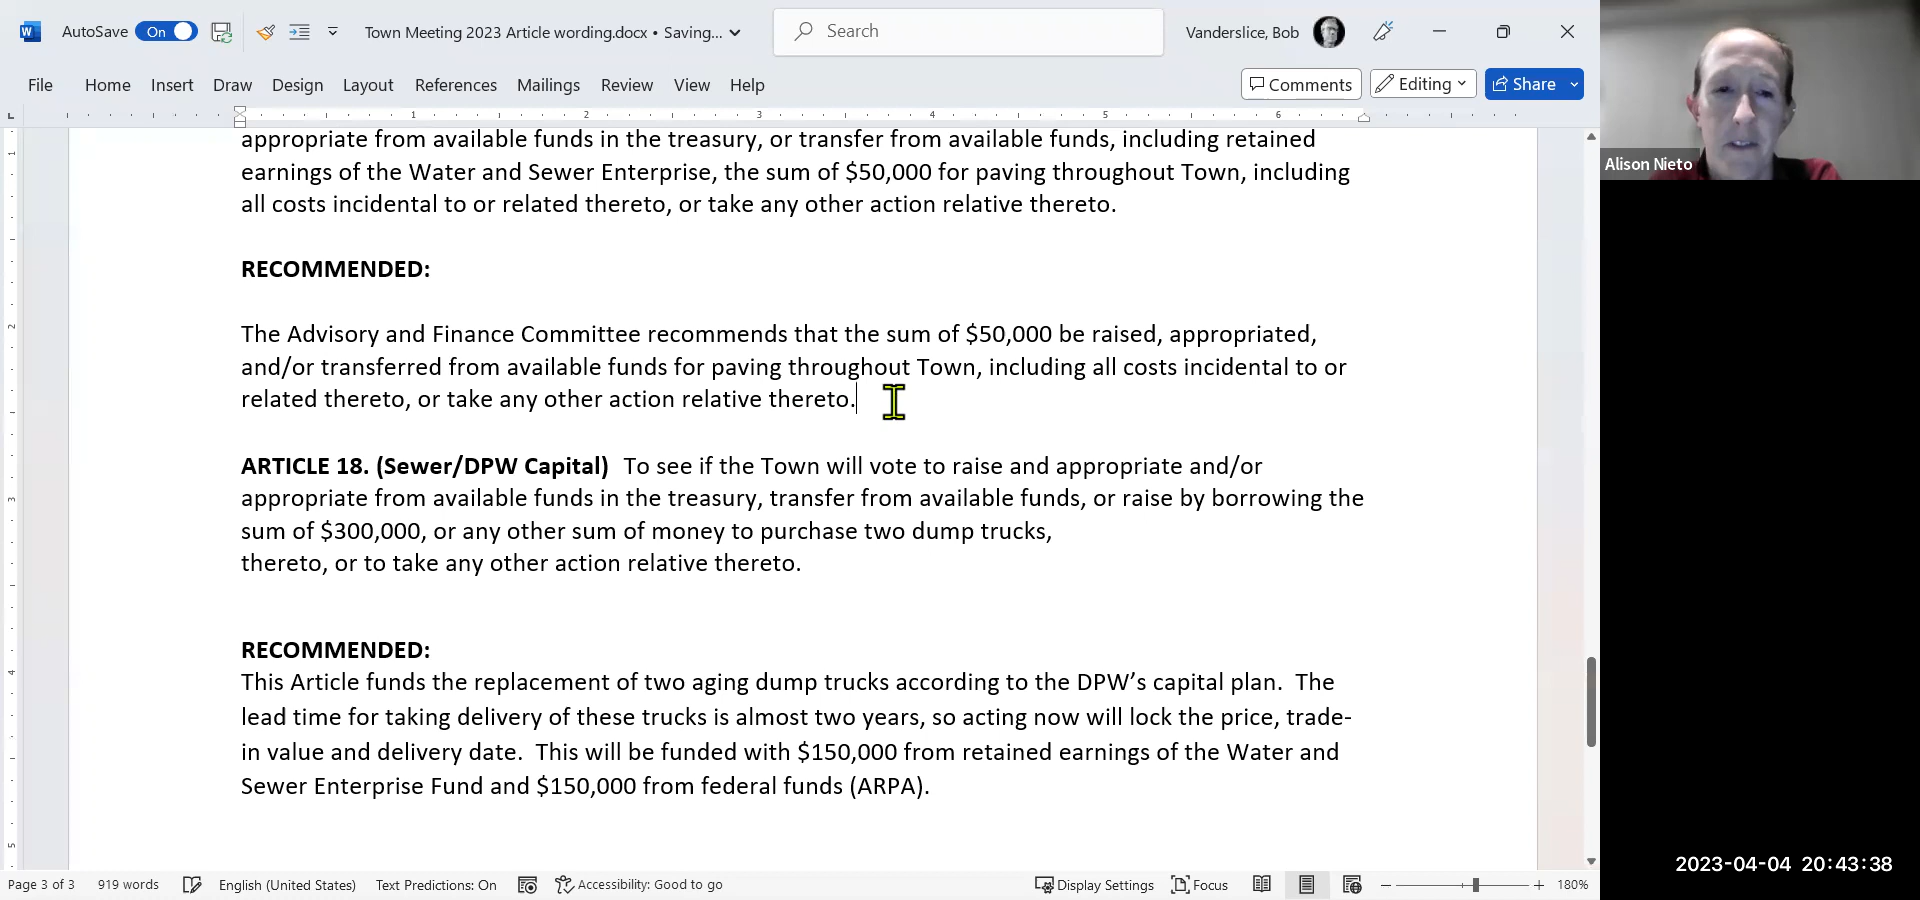 AutoSave On Town Meeting 2023 Article wording.docx • Saving... Search Vanderslice, Bob
File Home Insert Draw Design Layout References Mailings Review View Help Comments Editing Share
1 2 3 4 5 6
appropriate from available funds in the treasury, or transfer from available funds, including retained
earnings of the Water and Sewer Enterprise, the sum of $50,000 for paving throughout Town, including
all costs incidental to or related thereto, or take any other action relative thereto.
RECOMMENDED:
The Advisory and Finance Committee recommends that the sum of $50,000 be raised, appropriated,
and/or transferred from available funds for paving throughout Town, including all costs incidental to or
related thereto, or take any other action relative thereto.
ARTICLE 18. (Sewer/DPW Capital) To see if the Town will vote to raise and appropriate and/or
appropriate from available funds in the treasury, transfer from available funds, or raise by borrowing the
sum of $300,000, or any other sum of money to purchase two dump trucks,
thereto, or to take any other action relative thereto.
RECOMMENDED:
This Article funds the replacement of two aging dump trucks according to the DPW’s capital plan. The
lead time for taking delivery of these trucks is almost two years, so acting now will lock the price, trade-
in value and delivery date. This will be funded with $150,000 from retained earnings of the Water and
Sewer Enterprise Fund and $150,000 from federal funds (ARPA).
1
2
3
4
5
Page 3 of 3 919 words English (United States) Text Predictions: On Accessibility: Good to go Display Settings Focus 180%
Alison Nieto
2023-04-04 20:43:38